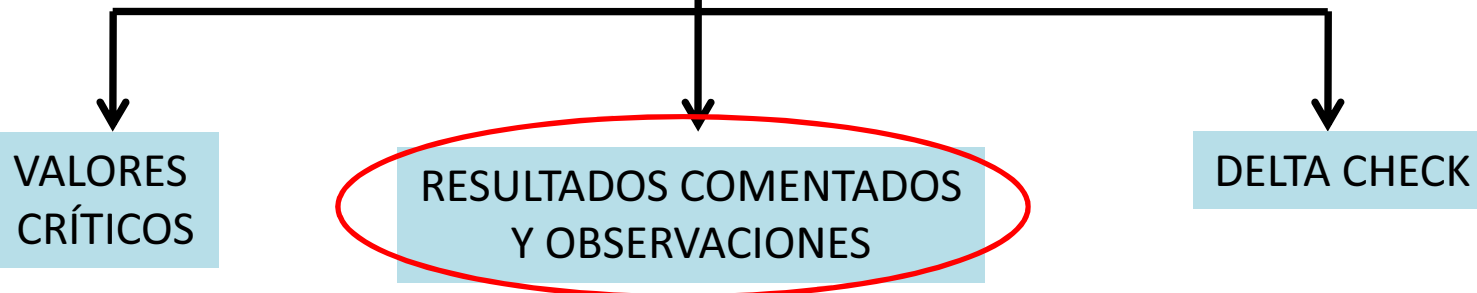 VALORES
CRÍTICOS
RESULTADOS COMENTADOS
Y OBSERVACIONES
DELTA CHECK